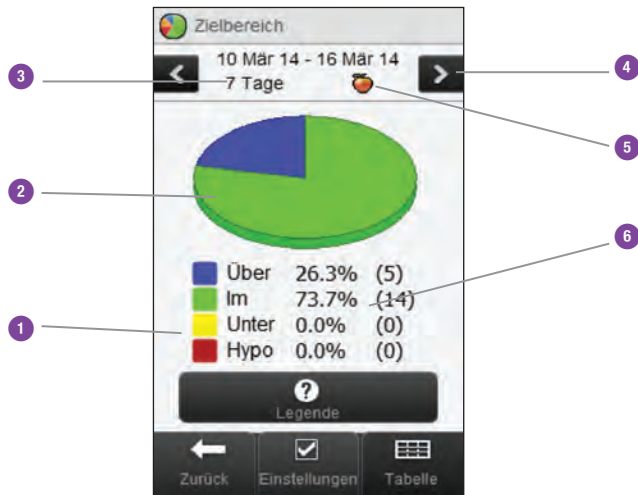 Zielbereich
10 Mär 14 - 16 Mär 14
7 Tage
3
4
5
2
6
1
Über 26.3% (5)
Im 73.7% (14)
Unter 0.0% (0)
Hypo 0.0% (0)
?
Legende
Zurück Einstellungen Tabelle